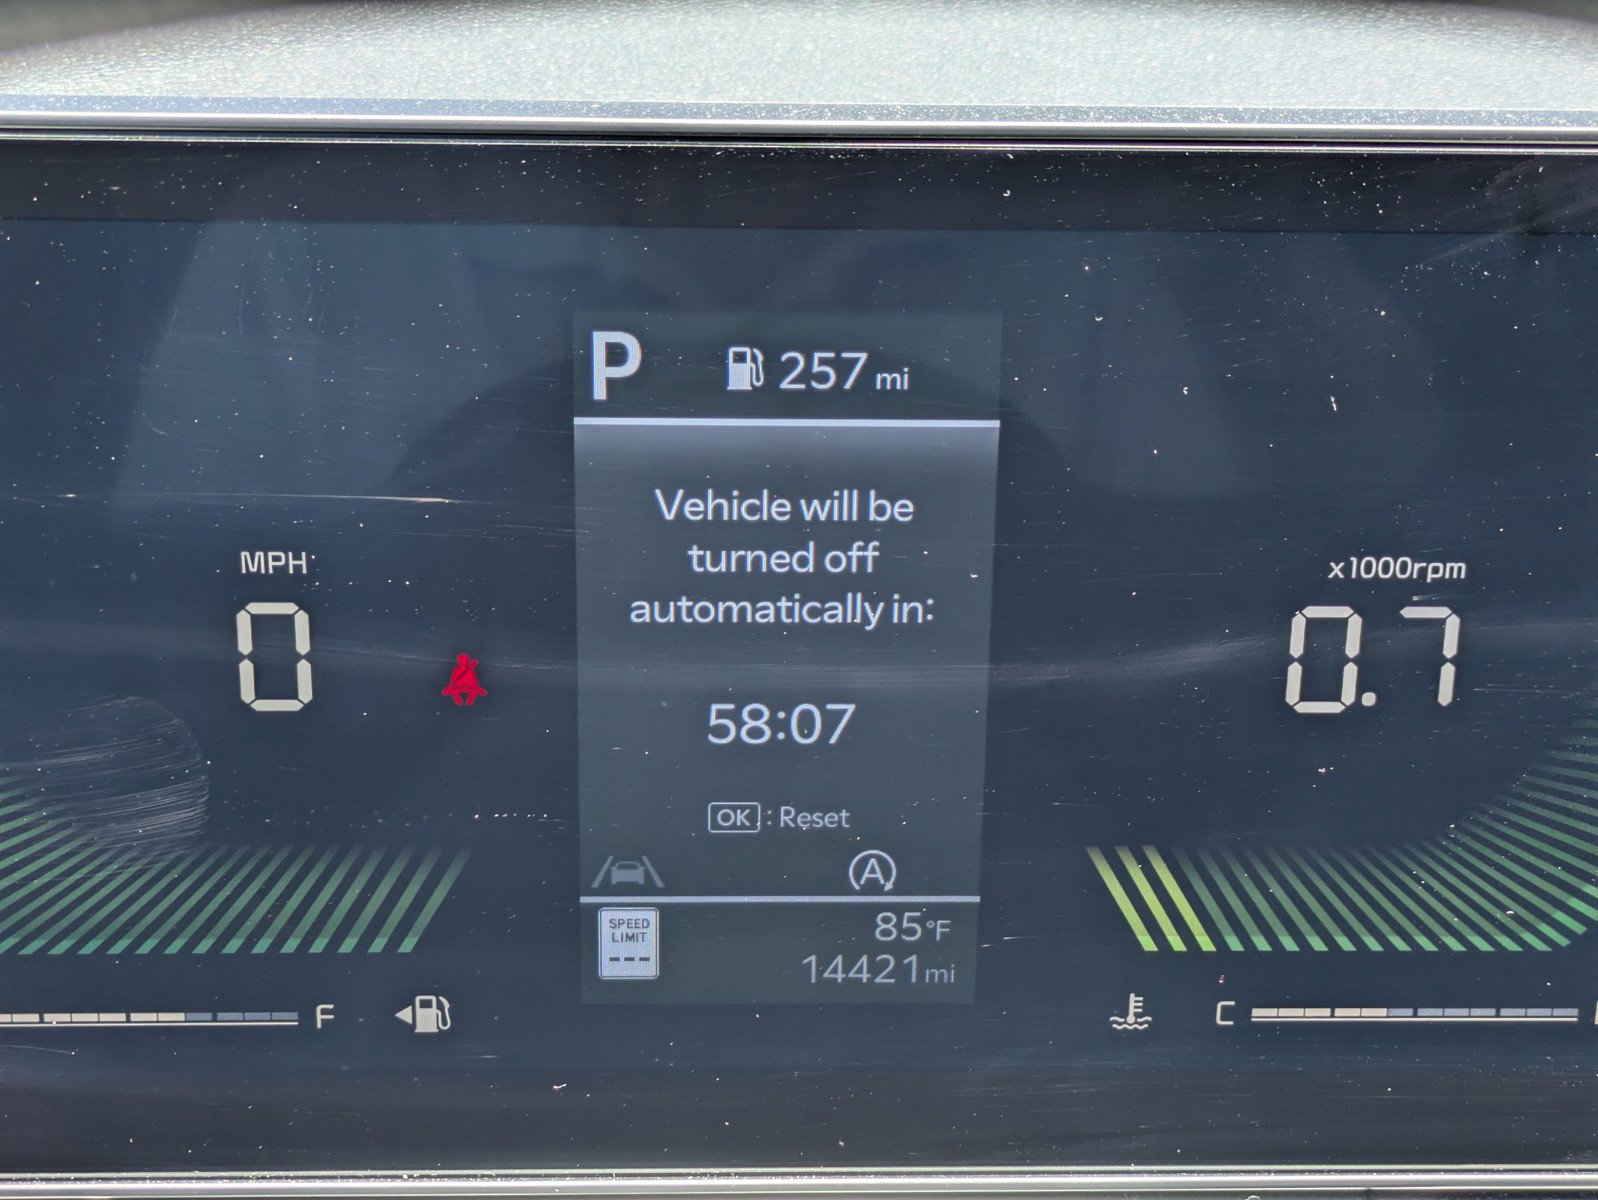 P 257 mi
Vehicle will be
turned off
automatically in:
58:07
OK : Reset
MPH
0
x1000rpm
0.7
A
SPEED
LIMIT
---
85°F
14421mi
F
C